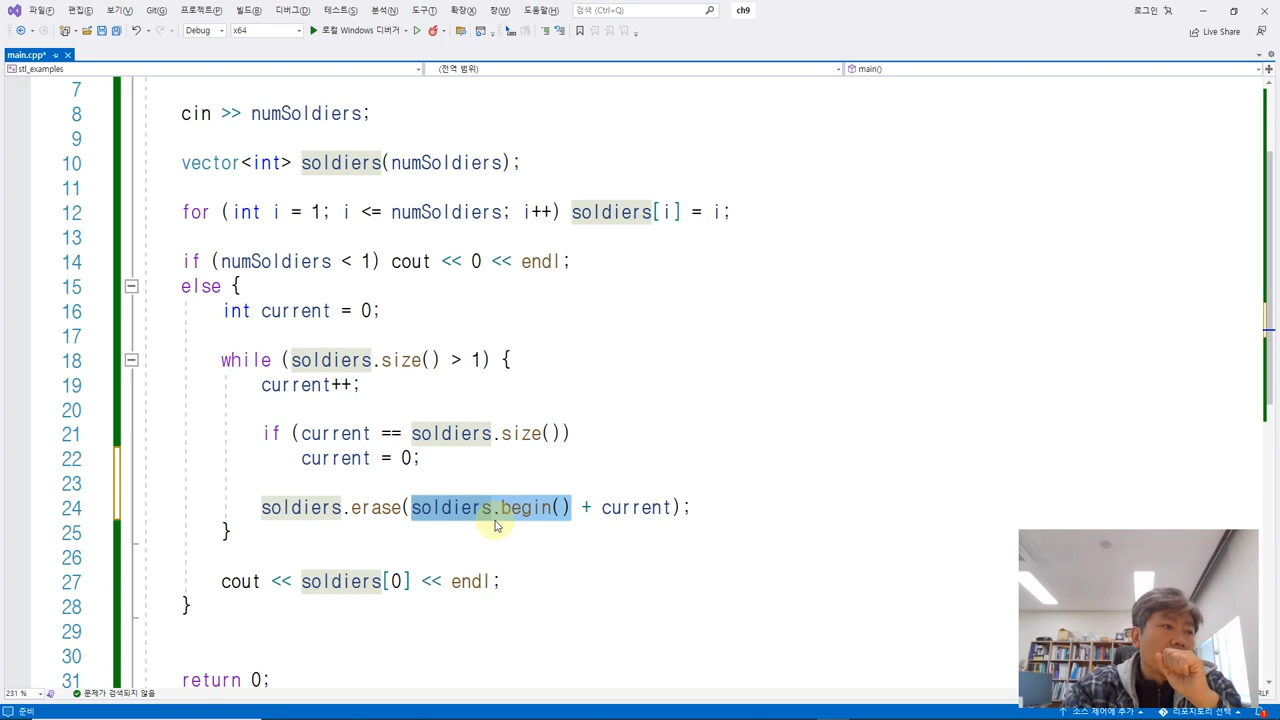 파일(F) 편집(E) 보기(V) Git(G) 프로젝트(P) 빌드(B) 디버그(D) 테스트(S) 분석(N) 도구(T) 확장(X) 창(W) 도움말(H) 검색 (Ctrl+Q) ch9 로그인
Debug x64 로컬 Windows 디버거 Live Share
main.cpp*
stl_examples (전역 범위) main()
7
8 cin >> numSoldiers;
9
10 vector<int> soldiers(numSoldiers);
11
12 for (int i = 1; i <= numSoldiers; i++) soldiers[i] = i;
13
14 if (numSoldiers < 1) cout << 0 << endl;
15 else {
16 int current = 0;
17
18 while (soldiers.size() > 1) {
19 current++;
20
21 if (current == soldiers.size())
22 current = 0;
23
24 soldiers.erase(soldiers.begin() + current);
25 }
26
27 cout << soldiers[0] << endl;
28 }
29
30
31 return 0;
231 % 문제가 검색되지 않음 RLF
준비 소스 제어에 추가 리포지토리 선택 1